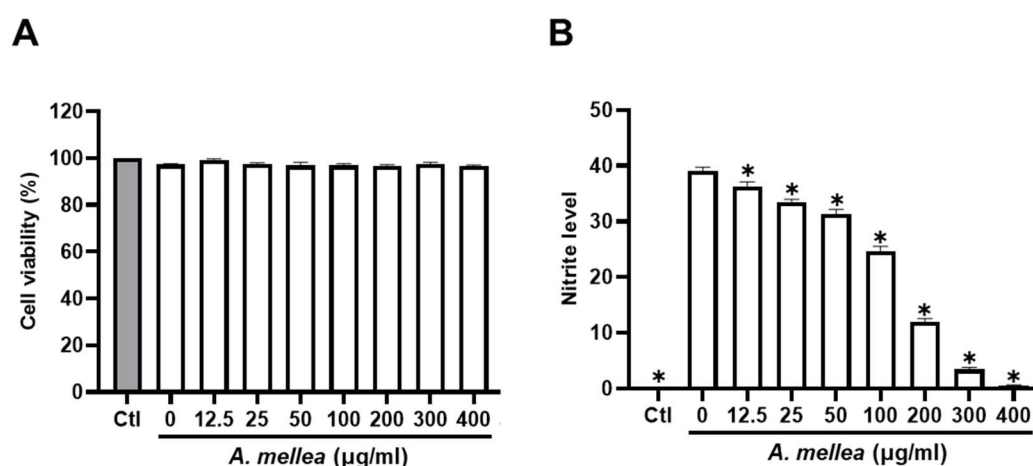 A
Cell viability (%)
120
100
80
60
40
20
0
Ctl 0 12.5 25 50 100 200 300 400
A. mellea (µg/ml)
B
Nitrite level
50
40
30
20
10
0
* * * * * * * *
Ctl 0 12.5 25 50 100 200 300 400
A. mellea (µg/ml)